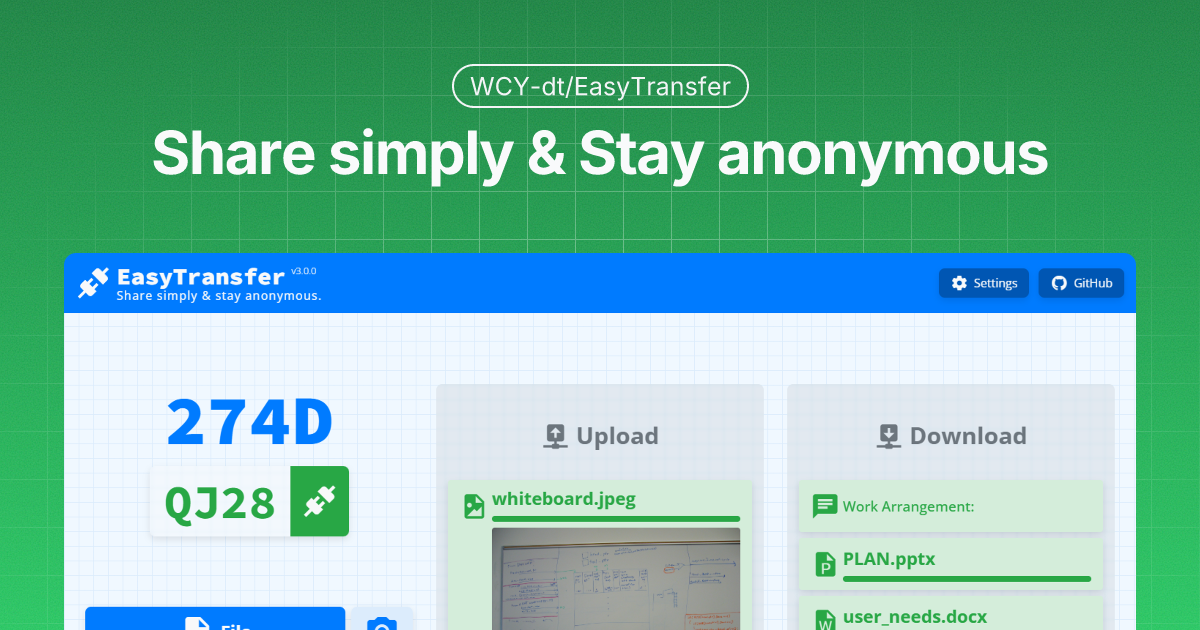 WCY-dt/EasyTransfer
Share simply & Stay anonymous
EasyTransfer v3.0.0
Share simply & stay anonymous.
Settings
GitHub
274D
QJ28
File
Upload
whiteboard.jpeg
Download
Work Arrangement:
P
PLAN.pptx
W
user_needs.docx